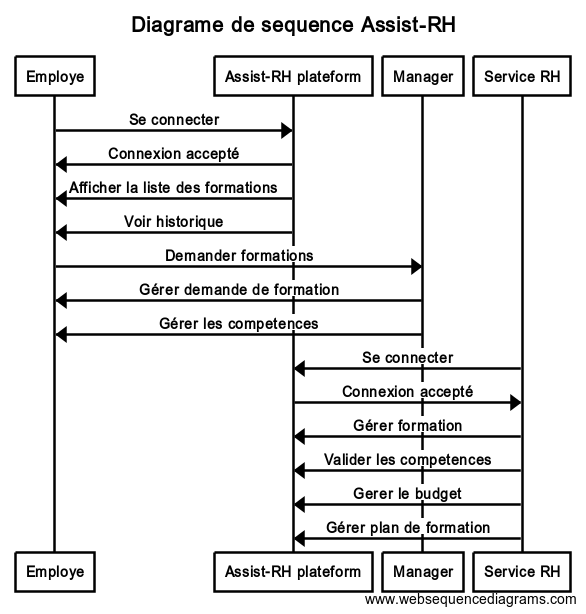 Diagrame de sequence Assist-RH
Employe
Assist-RH plateform
Manager
Service RH
Se connecter
Connexion accepté
Afficher la liste des formations
Voir historique
Demander formations
Gérer demande de formation
Gérer les competences
Se connecter
Connexion accepté
Gérer formation
Valider les competences
Gerer le budget
Gérer plan de formation
Employe
Assist-RH plateform
Manager
Service RH
www.websequencediagrams.com